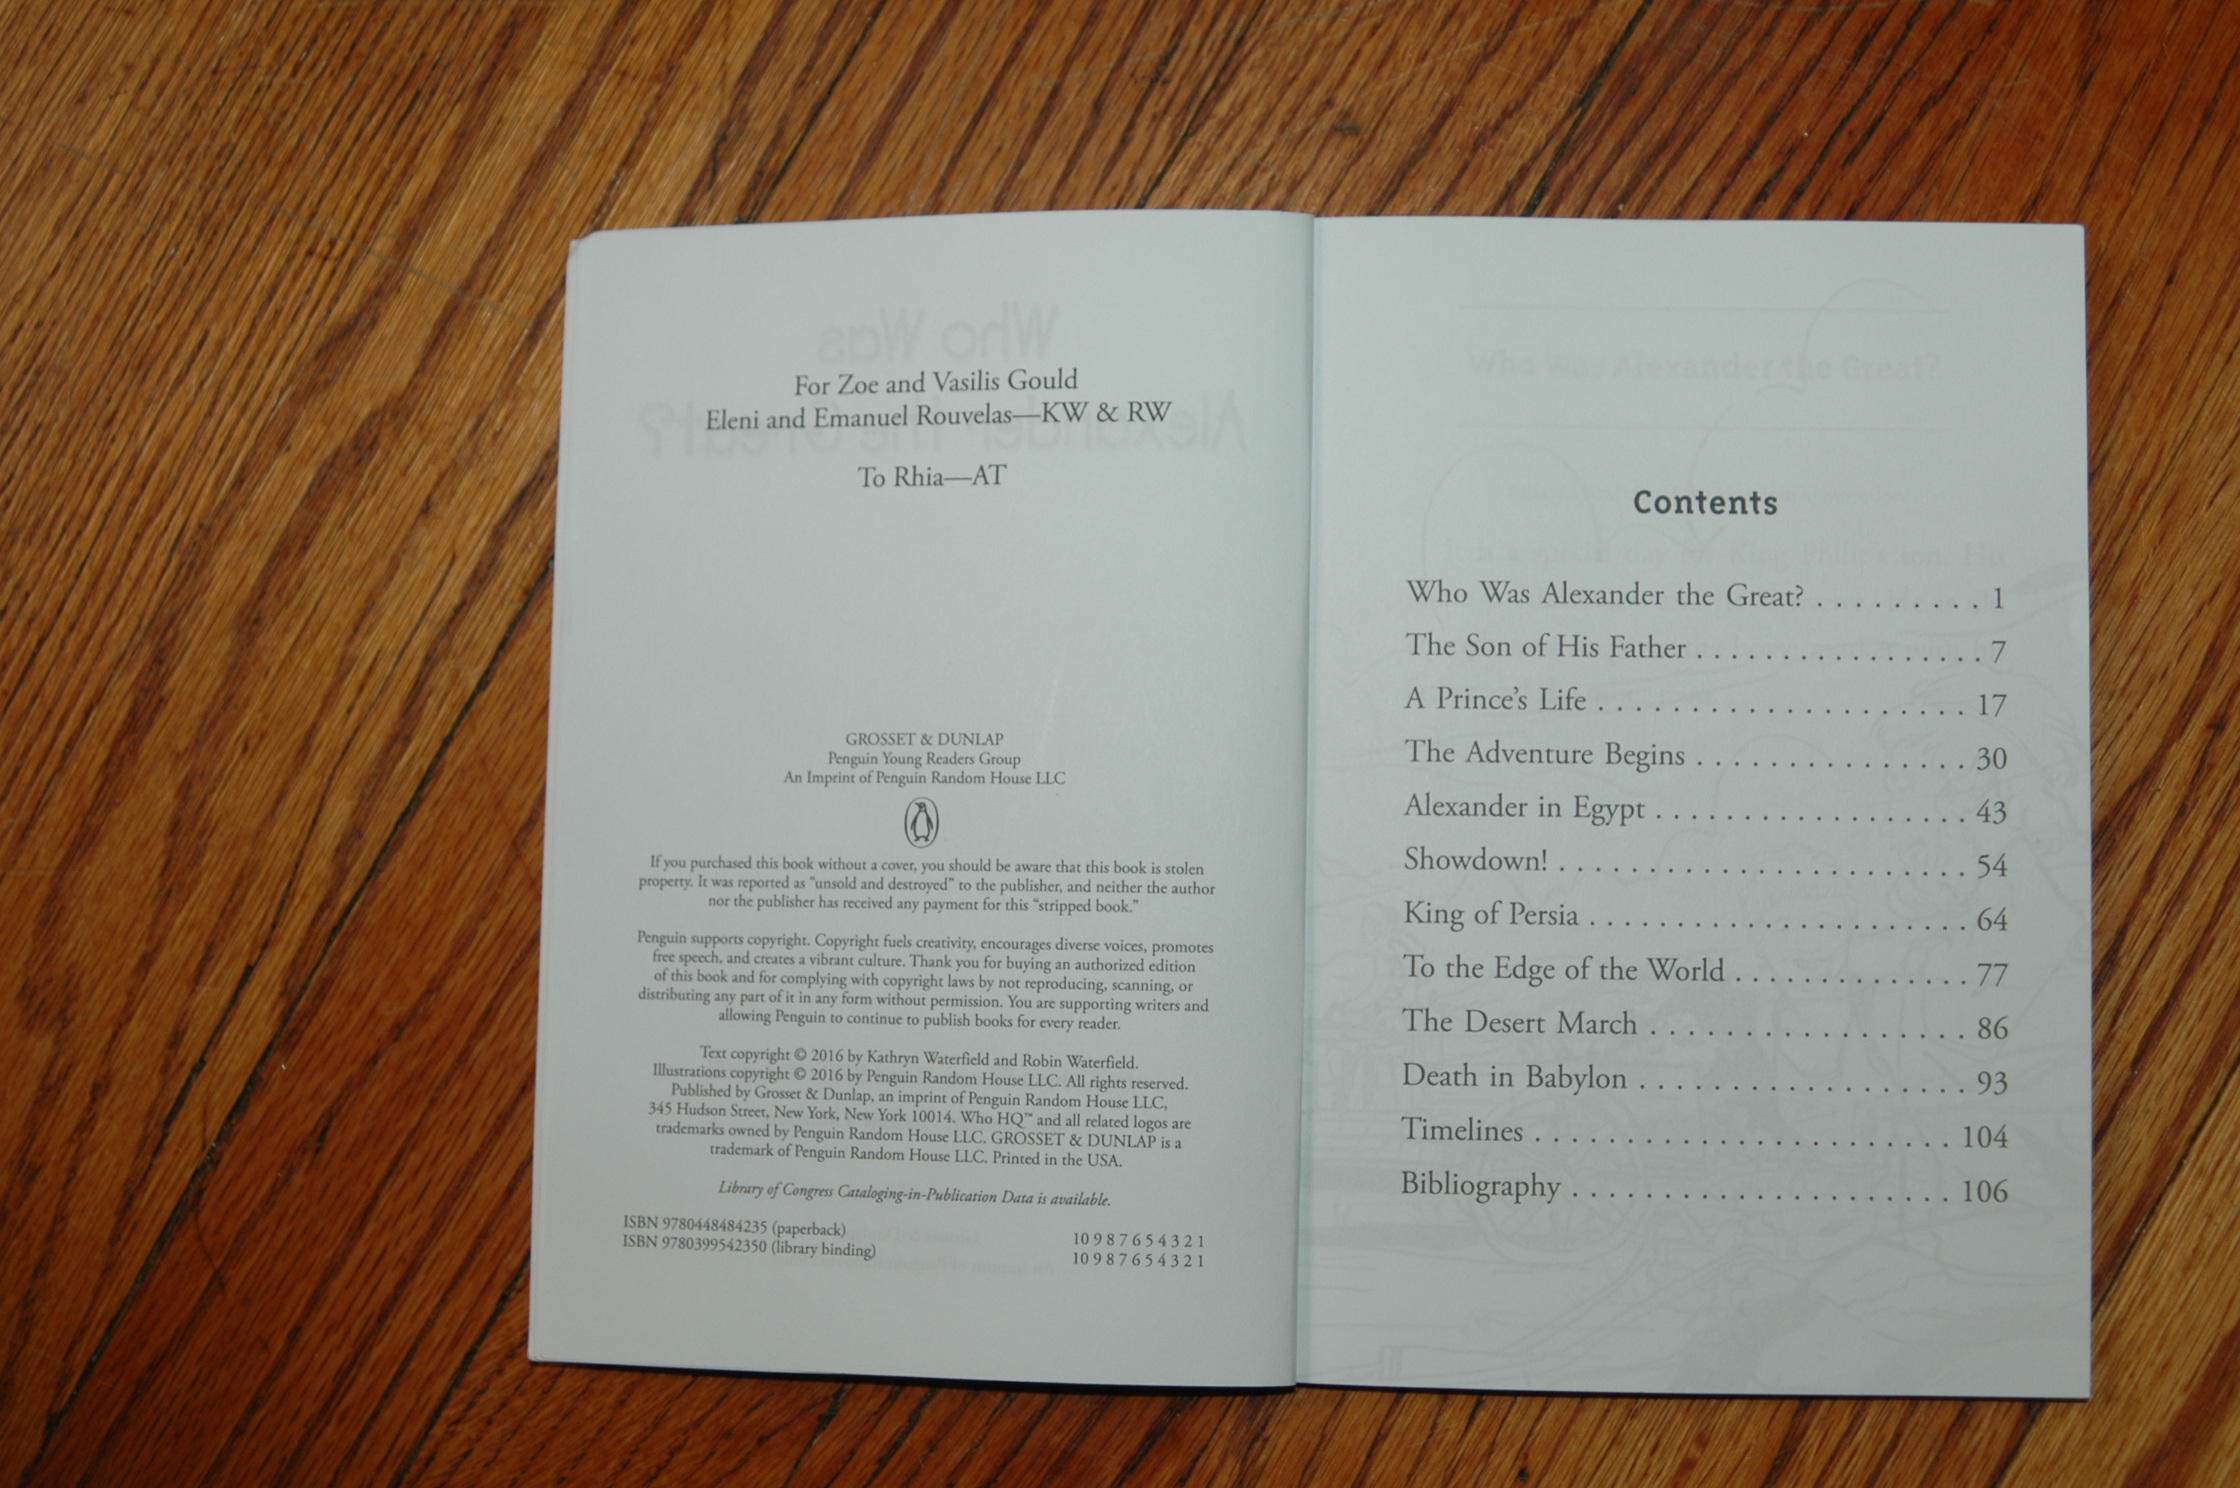 For Zoe and Vasilis Gould
Eleni and Emanuel Rouvelas—KW & RW
To Rhia—AT
GROSSET & DUNLAP
Penguin Young Readers Group
An Imprint of Penguin Random House LLC
If you purchased this book without a cover, you should be aware that this book is stolen
property. It was reported as "unsold and destroyed" to the publisher, and neither the author
nor the publisher has received any payment for this "stripped book."
Penguin supports copyright. Copyright fuels creativity, encourages diverse voices, promotes
free speech, and creates a vibrant culture. Thank you for buying an authorized edition
of this book and for complying with copyright laws by not reproducing, scanning, or
distributing any part of it in any form without permission. You are supporting writers and
allowing Penguin to continue to publish books for every reader.
Text copyright © 2016 by Kathryn Waterfield and Robin Waterfield.
Illustrations copyright © 2016 by Penguin Random House LLC. All rights reserved.
Published by Grosset & Dunlap, an imprint of Penguin Random House LLC,
345 Hudson Street, New York, New York 10014. Who HQ™ and all related logos are
trademarks owned by Penguin Random House LLC. GROSSET & DUNLAP is a
trademark of Penguin Random House LLC. Printed in the USA.
Library of Congress Cataloging-in-Publication Data is available.
ISBN 9780448484235 (paperback) 10 9 8 7 6 5 4 3 2 1
ISBN 9780399542350 (library binding) 10 9 8 7 6 5 4 3 2 1
Contents
Who Was Alexander the Great? . . . . . . . . 1
The Son of His Father . . . . . . . . . . . . . . . . . 7
A Prince's Life . . . . . . . . . . . . . . . . . . . . . . 17
The Adventure Begins . . . . . . . . . . . . . . . . 30
Alexander in Egypt . . . . . . . . . . . . . . . . . . 43
Showdown! . . . . . . . . . . . . . . . . . . . . . . . . 54
King of Persia . . . . . . . . . . . . . . . . . . . . . . 64
To the Edge of the World . . . . . . . . . . . . . 77
The Desert March . . . . . . . . . . . . . . . . . . . 86
Death in Babylon . . . . . . . . . . . . . . . . . . . 93
Timelines . . . . . . . . . . . . . . . . . . . . . . . . . 104
Bibliography . . . . . . . . . . . . . . . . . . . . . . 106